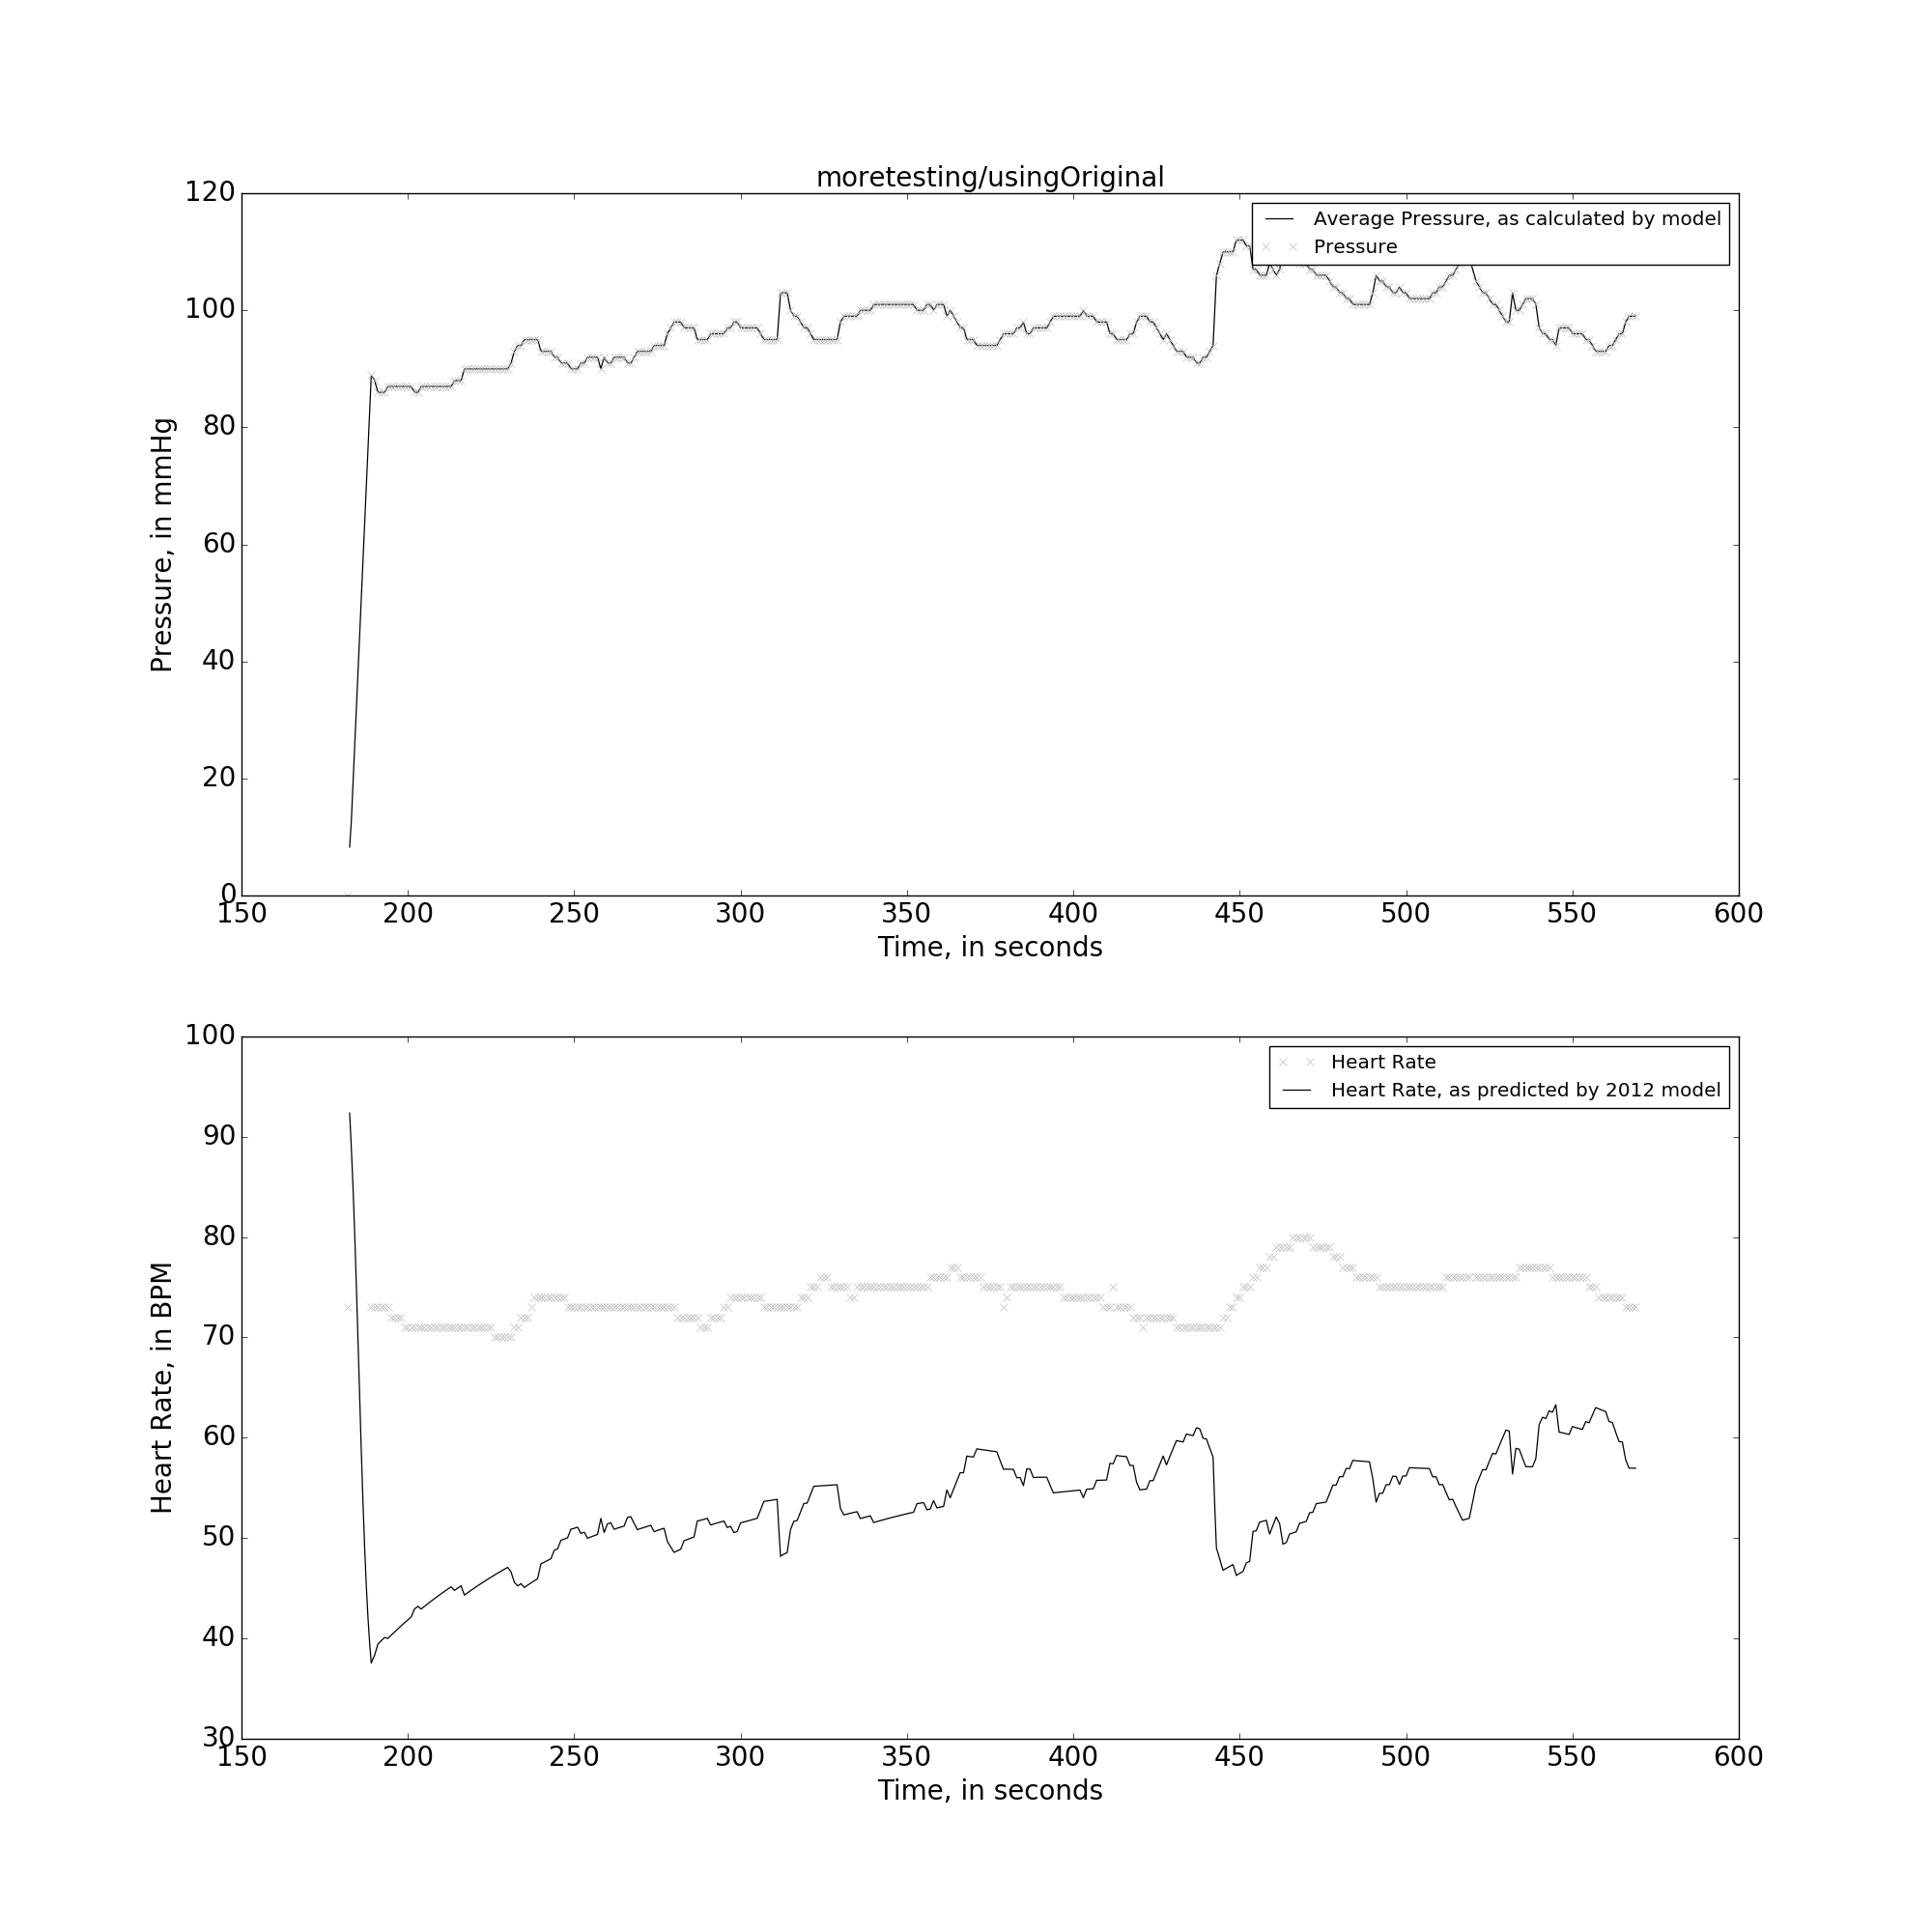 moretesting/usingOriginal
120
100
80
60
40
20
0
Pressure, in mmHg
Average Pressure, as calculated by model
Pressure
150 200 250 300 350 400 450 500 550 600
Time, in seconds
100
90
80
70
60
50
40
30
Heart Rate, in BPM
Heart Rate
Heart Rate, as predicted by 2012 model
150 200 250 300 350 400 450 500 550 600
Time, in seconds